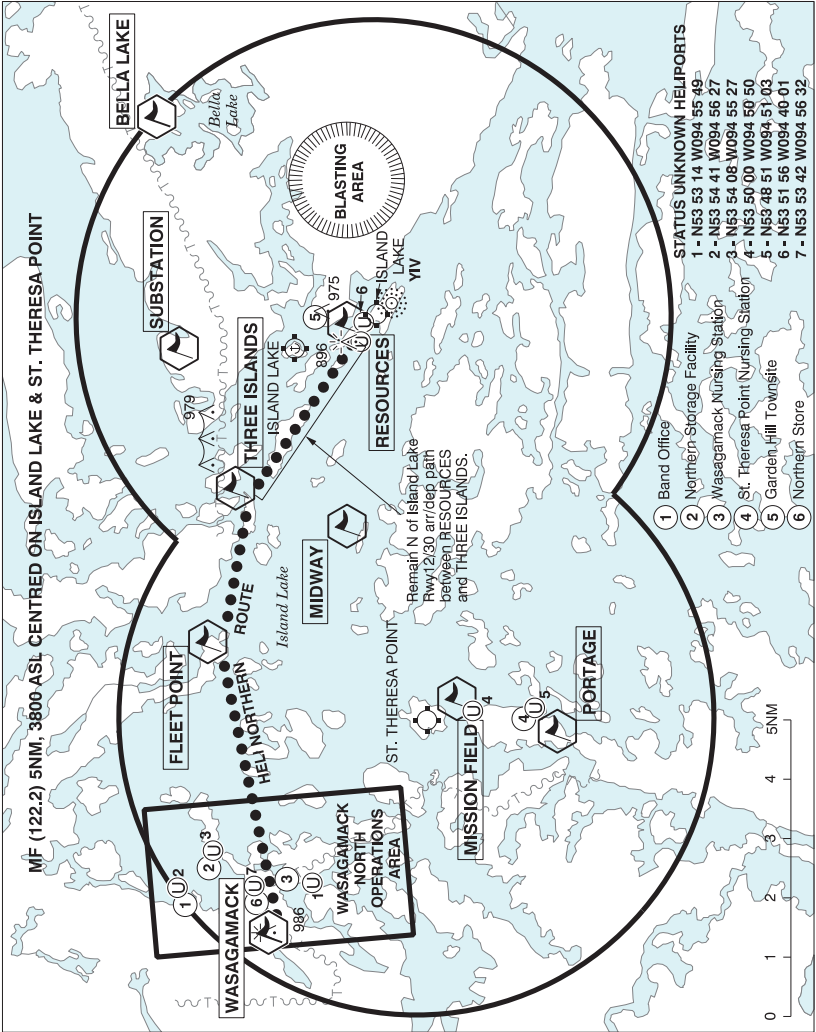 MF (122.2) 5NM, 3800 ASL CENTRED ON ISLAND LAKE & ST. THERESA POINT
BELLA LAKE
Bella
Lake
SUBSTATION
BLASTING
AREA
979
THREE ISLANDS
ISLAND LAKE
896
5
975
6
U
U
ISLAND
LAKE
YIV
RESOURCES
FLEET POINT
ROUTE
HELI NORTHERN
Island Lake
MIDWAY
Remain N of Island Lake
Rwy12/30 arr/dep path
between RESOURCES
and THREE ISLANDS.
ST. THERESA POINT
MISSION FIELD
U 4
4 U 5
PORTAGE
WASAGAMACK
1 U 2
2 U 3
6 U 7
3
1 U
986
WASAGAMACK
NORTH
OPERATIONS
AREA
STATUS UNKNOWN HELIPORTS
1 - N53 53 14 W094 55 49
2 - N53 54 41 W094 56 27
3 - N53 54 08 W094 55 27
4 - N53 50 00 W094 50 50
5 - N53 48 51 W094 51 03
6 - N53 51 56 W094 40 01
7 - N53 53 42 W094 56 32
1 Band Office
2 Northern Storage Facility
3 Wasagamack Nursing Station
4 St. Theresa Point Nursing Station
5 Garden Hill Townsite
6 Northern Store
0 1 2 3 4 5NM